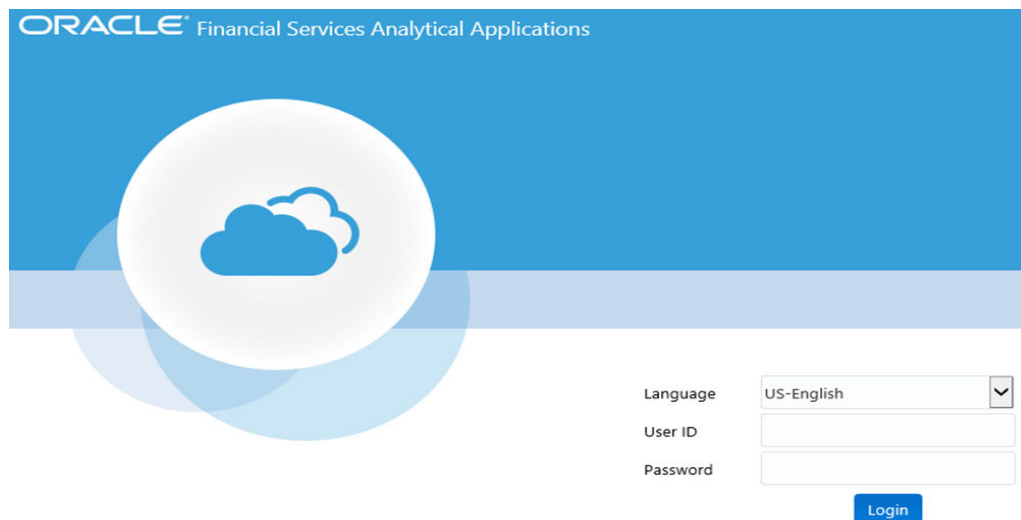 ORACLE® Financial Services Analytical Applications
Language US-English
User ID
Password
Login